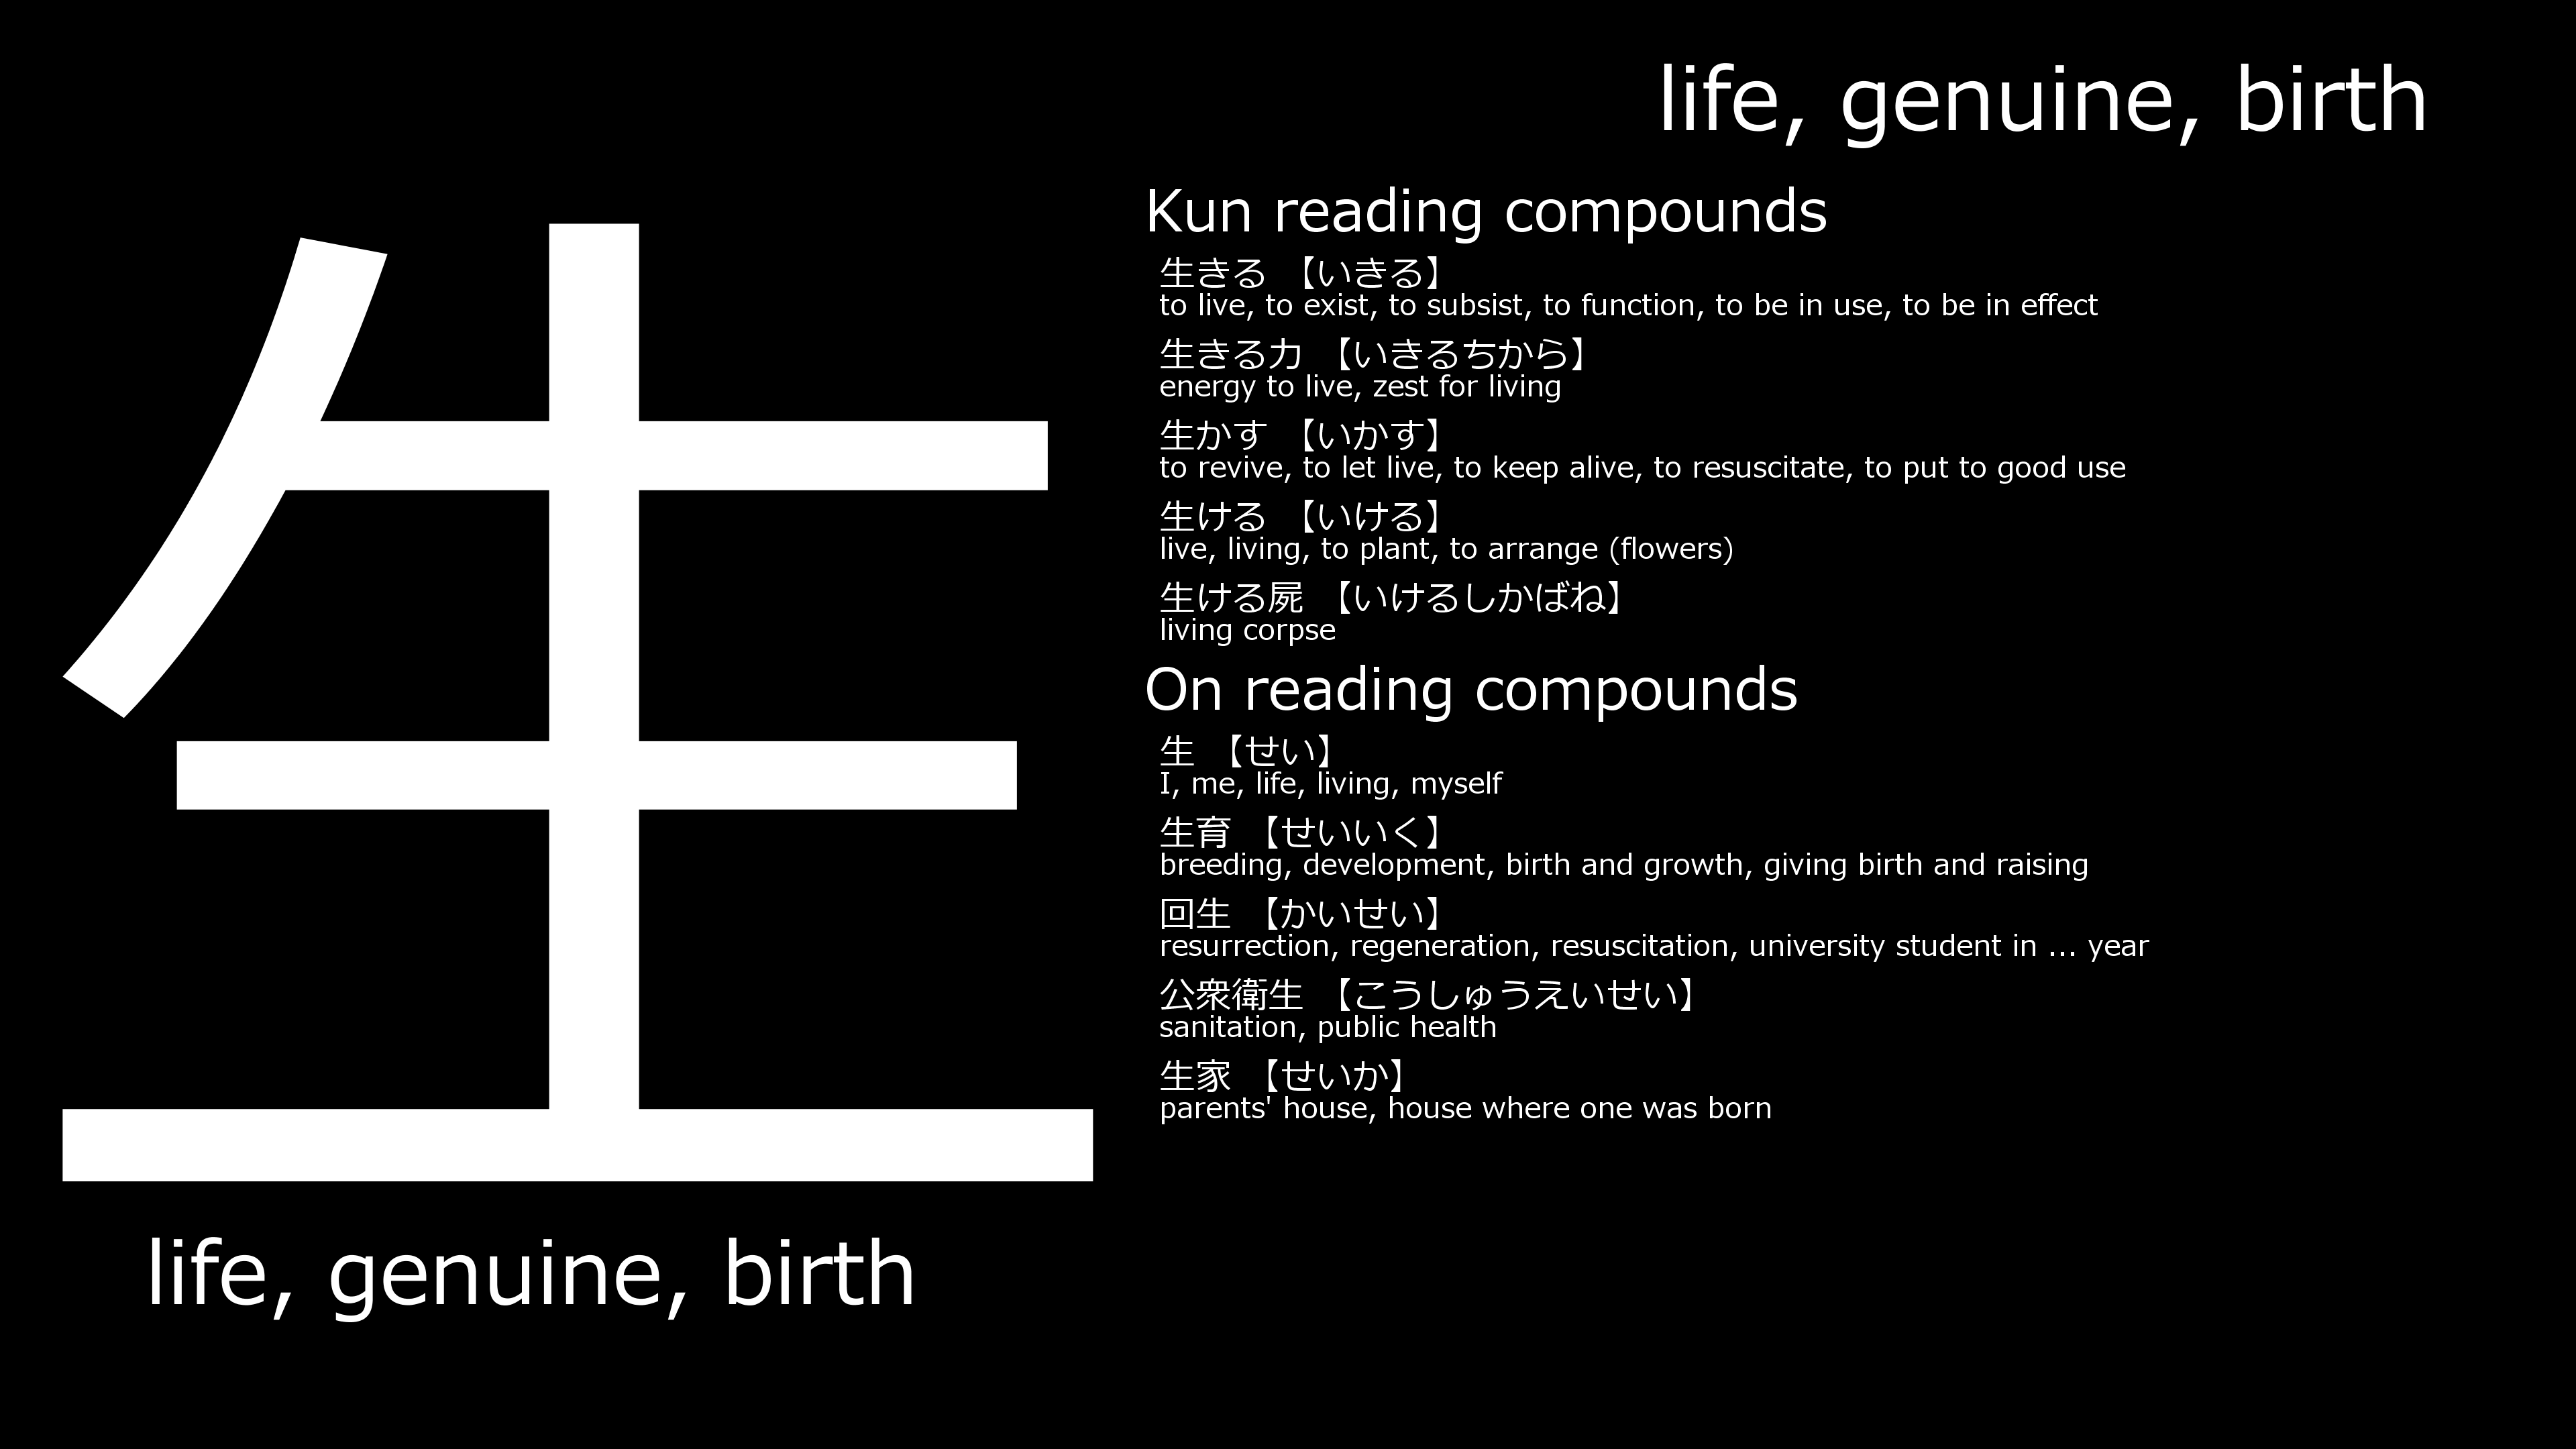 life, genuine, birth
生
life, genuine, birth
Kun reading compounds
生きる 【いきる】
to live, to exist, to subsist, to function, to be in use, to be in effect
生きる力 【いきるちから】
energy to live, zest for living
生かす 【いかす】
to revive, to let live, to keep alive, to resuscitate, to put to good use
生ける 【いける】
live, living, to plant, to arrange (flowers)
生ける屍 【いけるしかばね】
living corpse
On reading compounds
生 【せい】
I, me, life, living, myself
生育 【せいいく】
breeding, development, birth and growth, giving birth and raising
回生 【かいせい】
resurrection, regeneration, resuscitation, university student in ... year
公衆衛生 【こうしゅうえいせい】
sanitation, public health
生家 【せいか】
parents' house, house where one was born